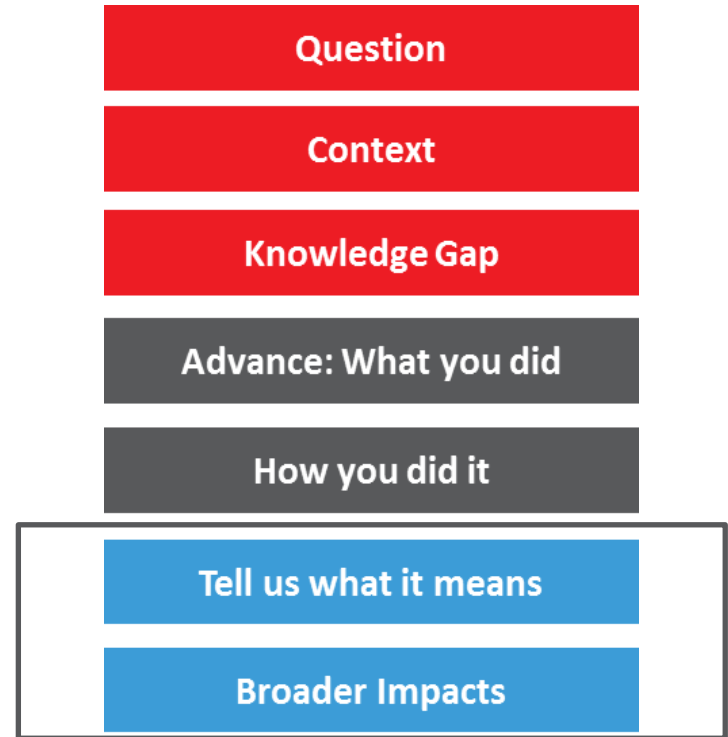 Question
Context
Knowledge Gap
Advance: What you did
How you did it
Tell us what it means
Broader Impacts